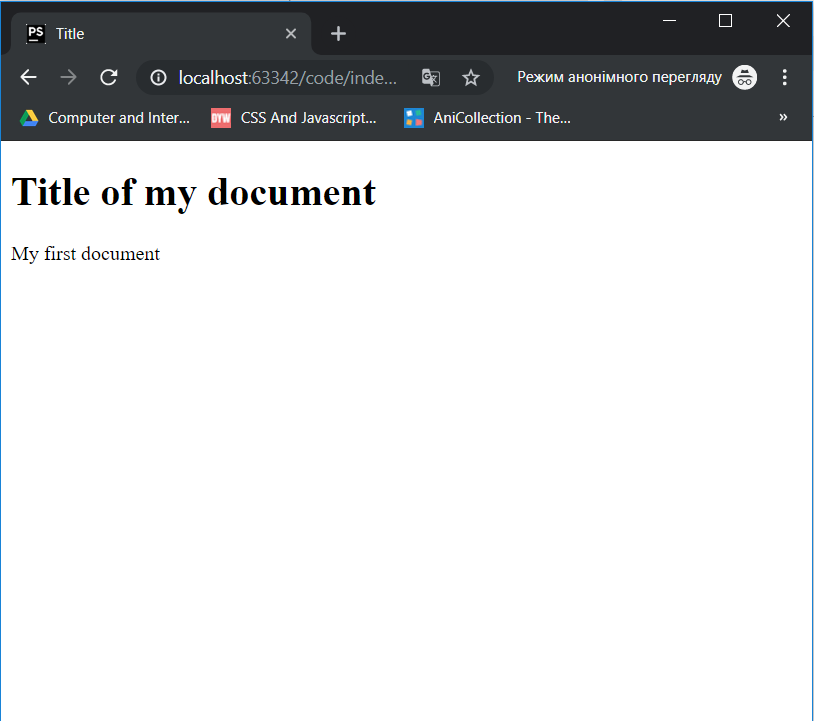 PS Title
localhost:63342/code/inde... Режим анонімного перегляду
Computer and Inter... DYW CSS And Javascript... AniCollection - The... »
Title of my document
My first document